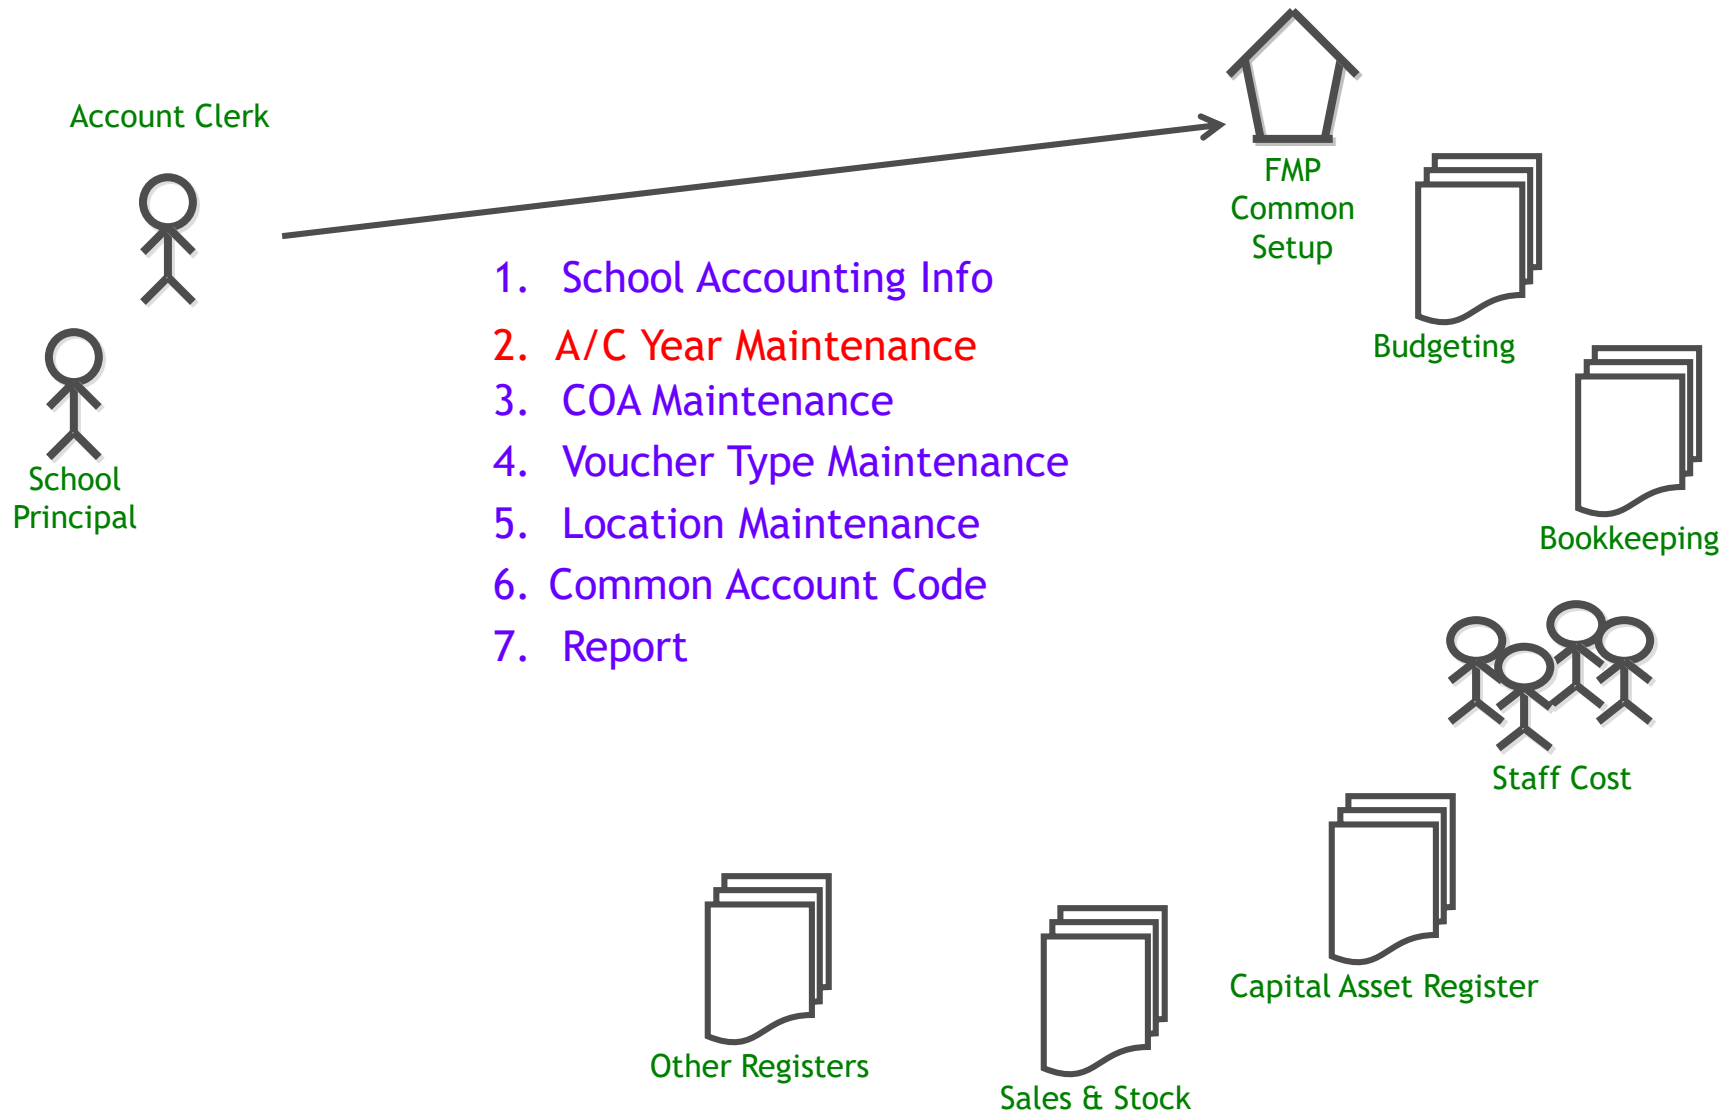 Account Clerk
FMP
Common
Setup
1. School Accounting Info
2. A/C Year Maintenance
Budgeting
3. COA Maintenance
4. Voucher Type Maintenance
School
Principal
5. Location Maintenance
Bookkeeping
6. Common Account Code
7. Report
Staff Cost
Capital Asset Register
Other Registers
Sales & Stock